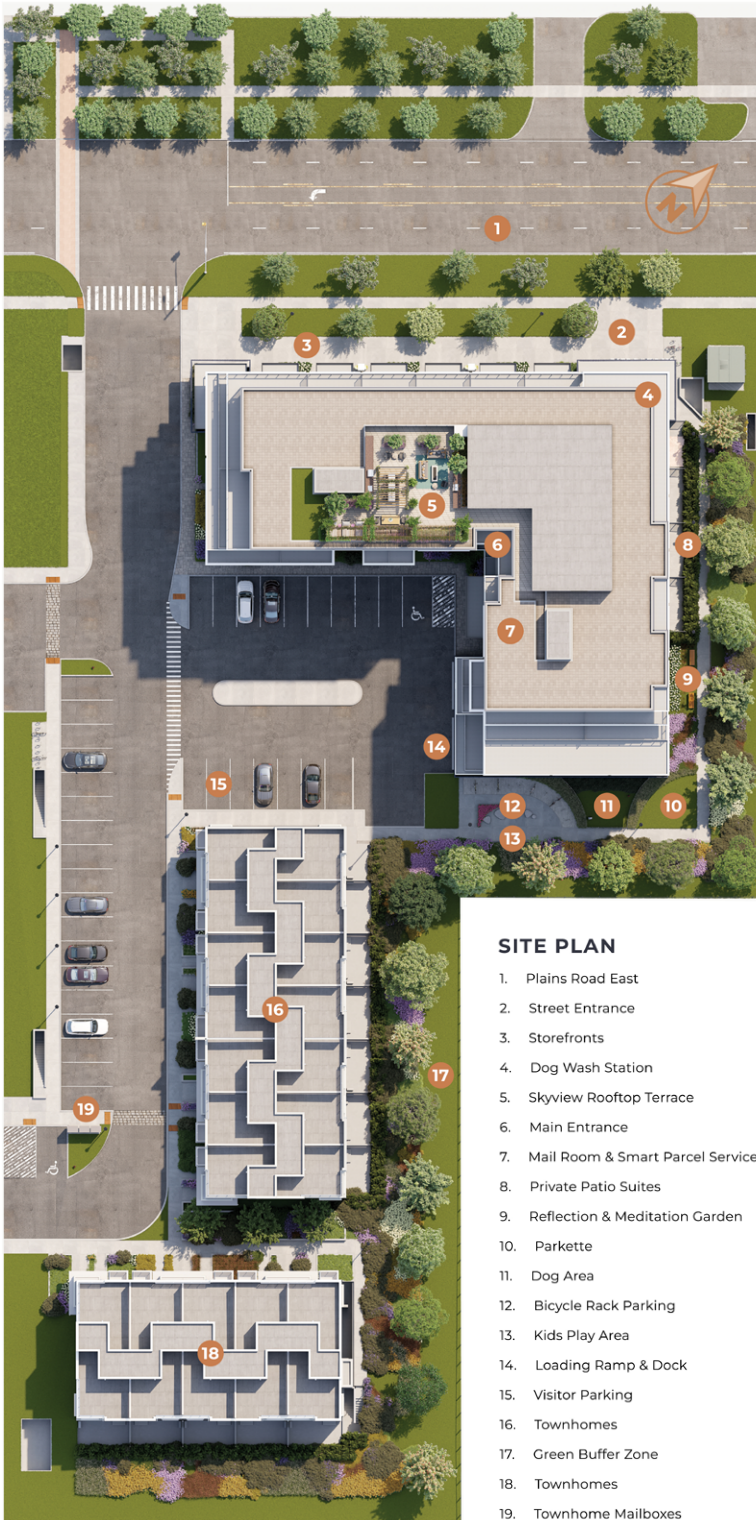 N
1
2
3
4
5
6
7
8
9
10
11
12
13
14
15
16
17
18
19
SITE PLAN
1. Plains Road East
2. Street Entrance
3. Storefronts
4. Dog Wash Station
5. Skyview Rooftop Terrace
6. Main Entrance
7. Mail Room & Smart Parcel Service
8. Private Patio Suites
9. Reflection & Meditation Garden
10. Parkette
11. Dog Area
12. Bicycle Rack Parking
13. Kids Play Area
14. Loading Ramp & Dock
15. Visitor Parking
16. Townhomes
17. Green Buffer Zone
18. Townhomes
19. Townhome Mailboxes